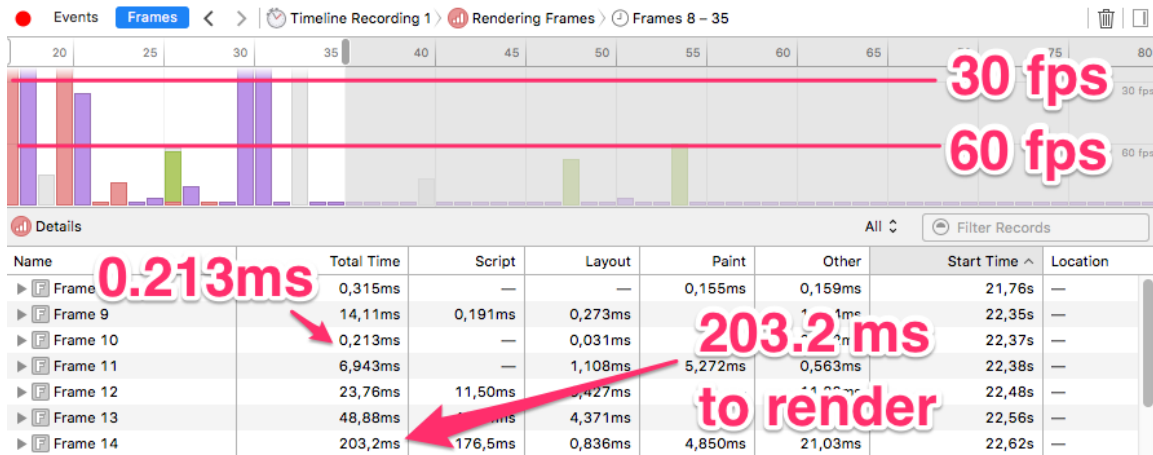 Events Frames Timeline Recording 1 Rendering Frames Frames 8 – 35
20 25 30 35 40 45 50 55 60 65 75 80
30 fps
30 fps
60 fps
60 fps
Details All Filter Records
Name Total Time Script Layout Paint Other Start Time Location
0.213ms
F Frame 0,315ms — — 0,155ms 0,159ms 21,76s —
F Frame 9 14,11ms 0,191ms 0,273ms 22,35s —
F Frame 10 0,213ms — 0,031ms 22,37s —
203.2 ms
F Frame 11 6,943ms — 1,108ms 5,272ms 0,563ms 22,38s —
F Frame 12 23,76ms 11,50ms 22,48s —
to render
F Frame 13 48,88ms 4,371ms 22,56s —
F Frame 14 203,2ms 176,5ms 0,836ms 4,850ms 21,03ms 22,62s —